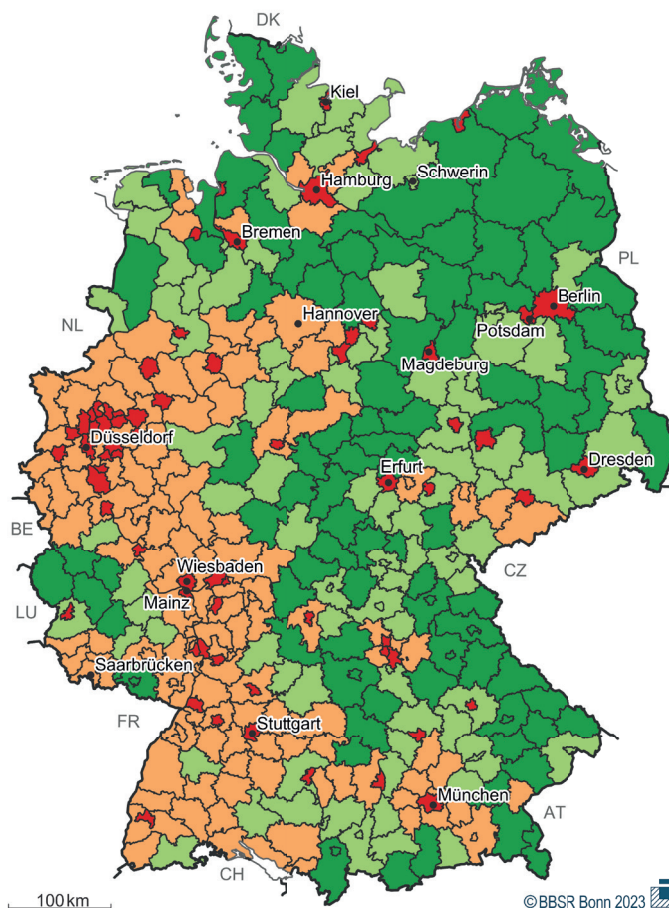 DK
Kiel
Schwerin
Hamburg
Bremen
PL
Berlin
Hannover
NL
Potsdam
Magdeburg
Düsseldorf
Dresden
Erfurt
BE
Wiesbaden
CZ
LU
Mainz
Saarbrücken
FR
Stuttgart
München
AT
CH
100 km
© BBSR Bonn 2023